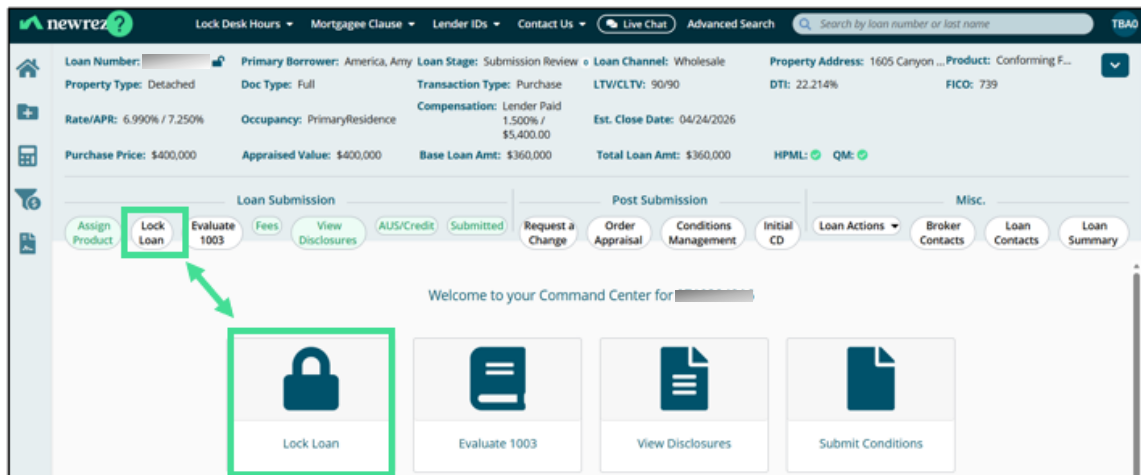 newrez ?
Lock Desk Hours Mortgagee Clause Lender IDs Contact Us Live Chat Advanced Search Search by loan number or last name TBA0
Loan Number: Primary Borrower: America, Amy Loan Stage: Submission Review Loan Channel: Wholesale Property Address: 1605 Canyon ... Product: Conforming F...
Property Type: Detached Doc Type: Full Transaction Type: Purchase LTV/CLTV: 90/90 DTI: 22.214% FICO: 739
Rate/APR: 6.990% / 7.250% Occupancy: PrimaryResidence Compensation: Lender Paid 1.500% / $5,400.00 Est. Close Date: 04/24/2026
Purchase Price: $400,000 Appraised Value: $400,000 Base Loan Amt: $360,000 Total Loan Amt: $360,000 HPML: QM:
Loan Submission Post Submission Misc.
Assign Product Lock Loan Evaluate 1003 Fees View Disclosures AUS/Credit Submitted Request a Change Order Appraisal Conditions Management Initial CD Loan Actions Broker Contacts Loan Contacts Loan Summary
Welcome to your Command Center for
Lock Loan Evaluate 1003 View Disclosures Submit Conditions